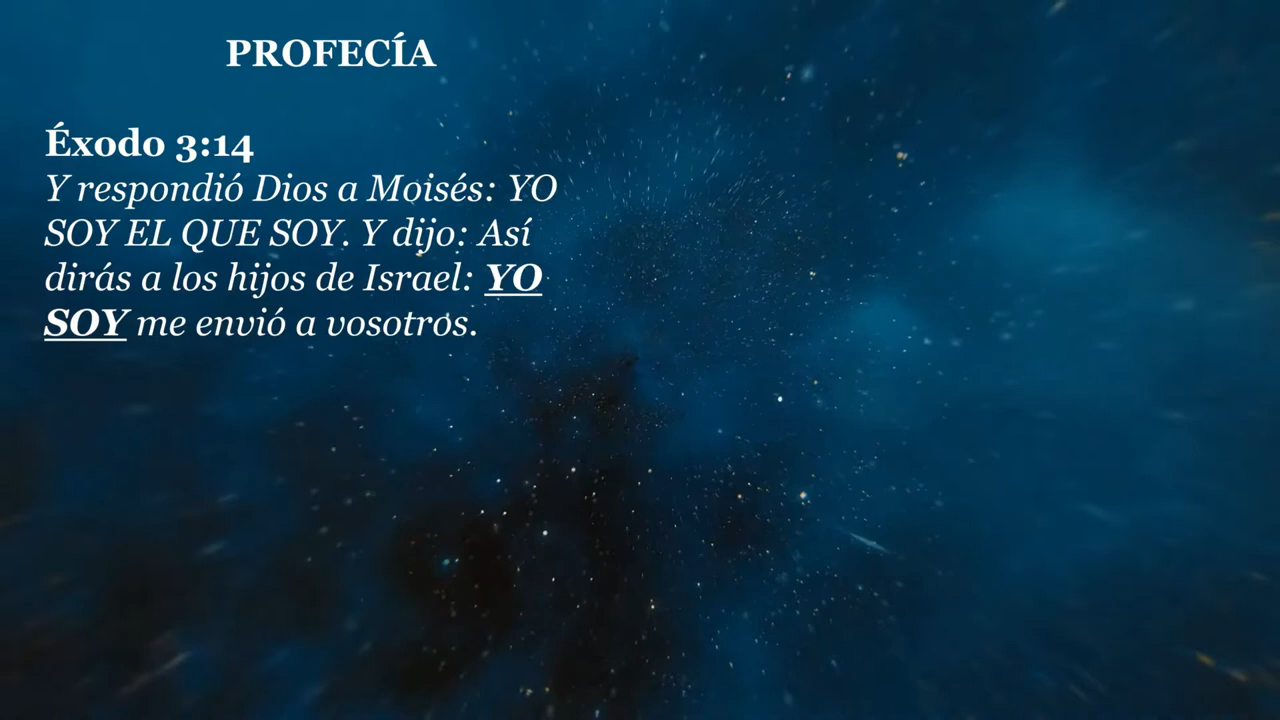 PROFECÍA
Éxodo 3:14
Y respondió Dios a Moisés: YO
SOY EL QUE SOY. Y dijo: Así
dirás a los hijos de Israel: YO
SOY me envió a vosotros.